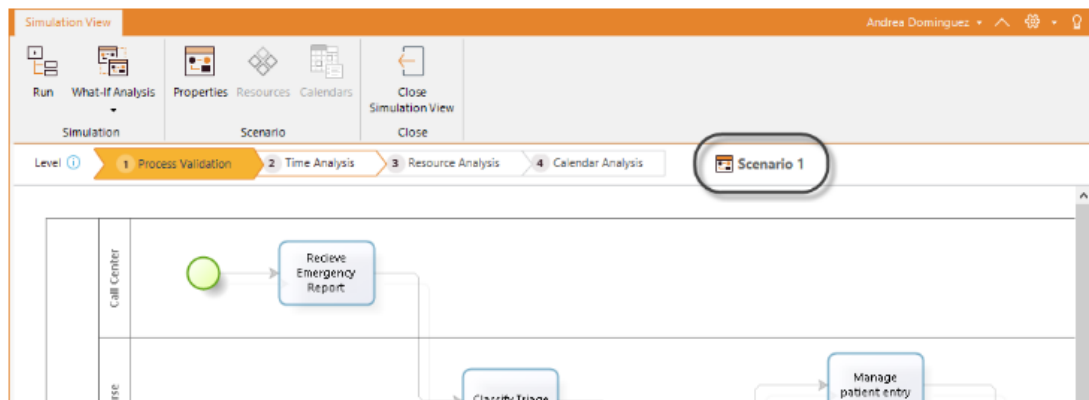 Simulation View
Andrea Dominguez
Run
What-If Analysis
Properties
Resources
Calendars
Close
Simulation View
Simulation
Scenario
Close
Level
1 Process Validation
2 Time Analysis
3 Resource Analysis
4 Calendar Analysis
Scenario 1
Call Center
Recieve
Emergency
Report
Classify Triage
Manage
patient entry